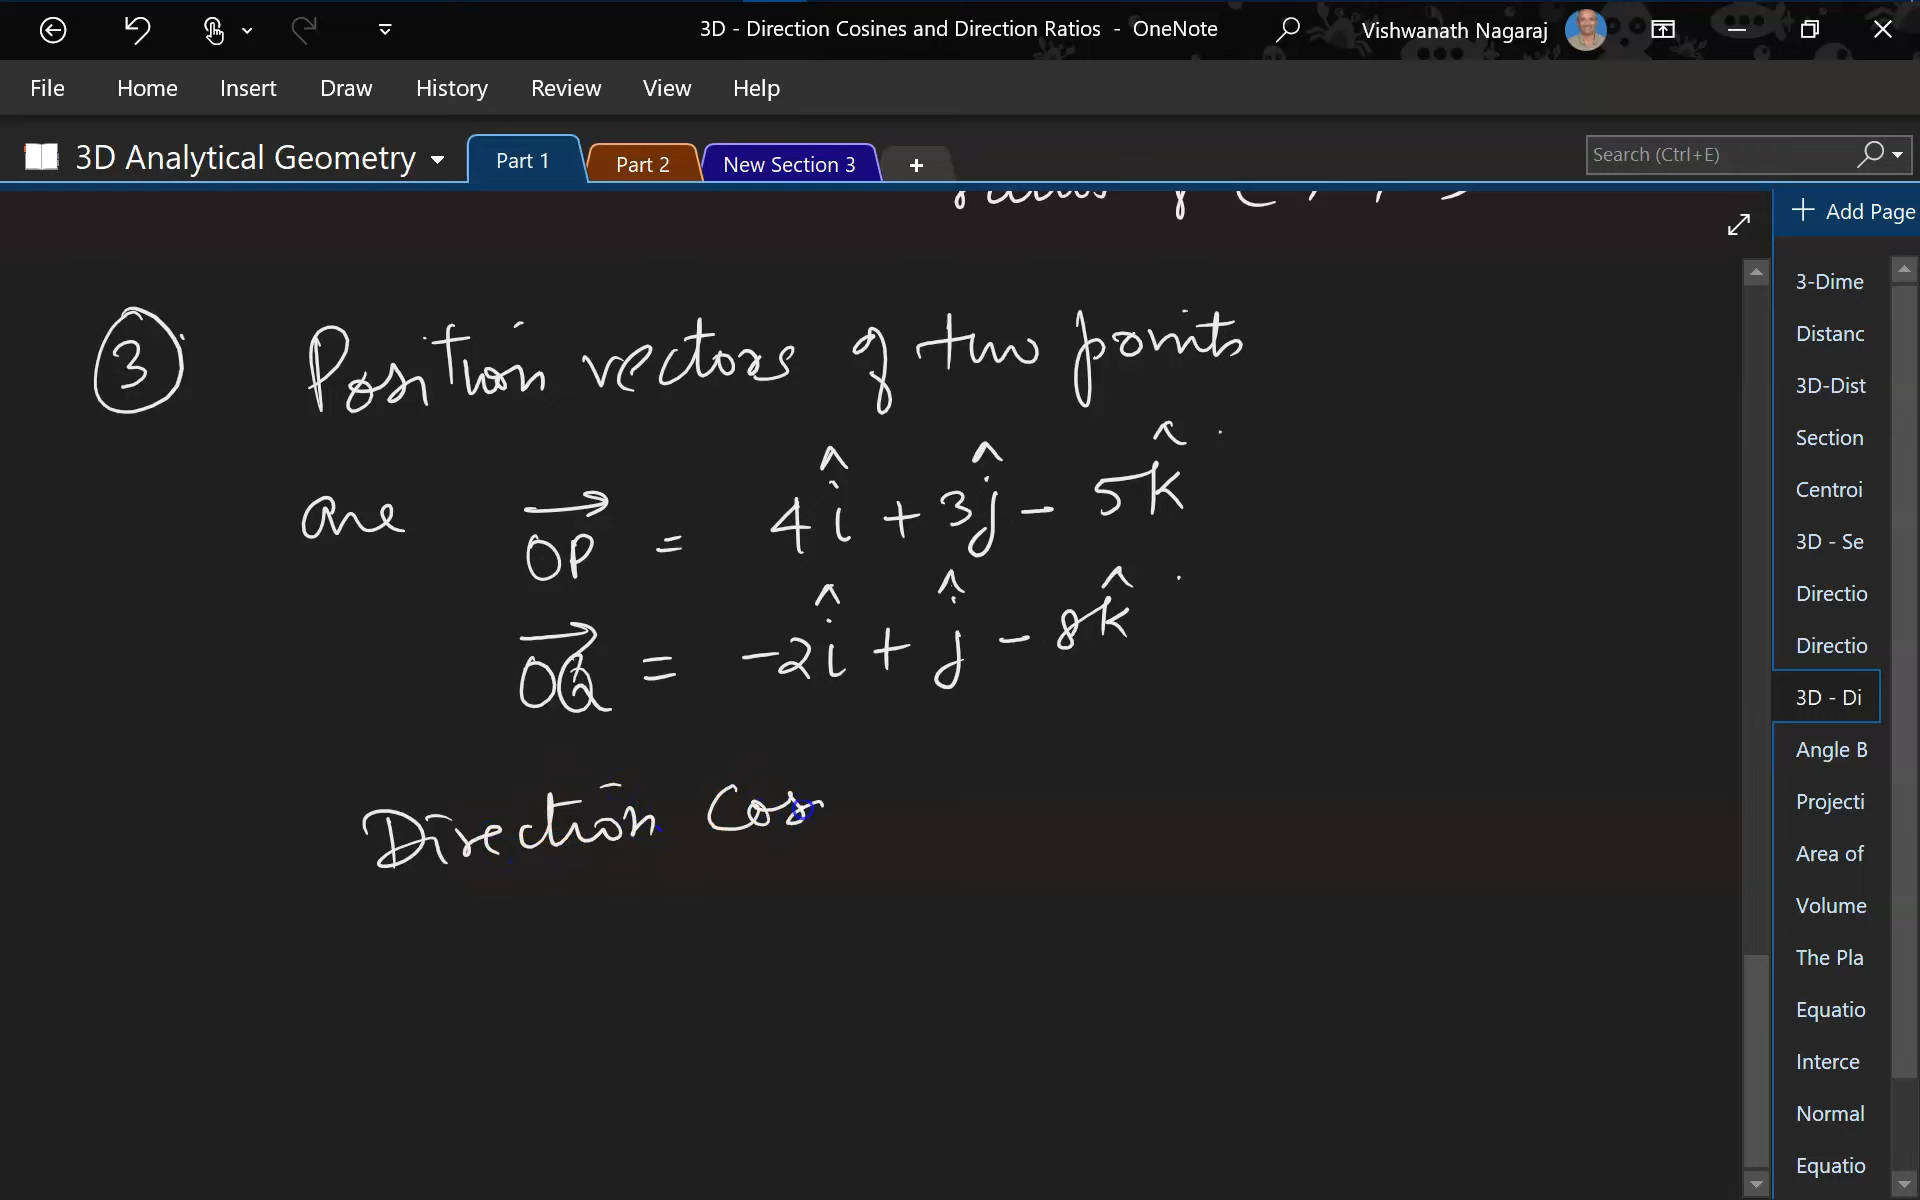 3D - Direction Cosines and Direction Ratios - OneNote
Vishwanath Nagaraj
File Home Insert Draw History Review View Help
3D Analytical Geometry
Part 1
Part 2
New Section 3
+
Search (Ctrl+E)
+ Add Page
③ Position vectors of two points
are OP⃗ = 4î + 3ĵ - 5k̂
OQ⃗ = -2î + ĵ - 8k̂
Direction Cos
3-Dime
Distanc
3D-Dist
Section
Centroi
3D - Se
Directio
Directio
3D - Di
Angle B
Projecti
Area of
Volume
The Pla
Equatio
Interce
Normal
Equatio